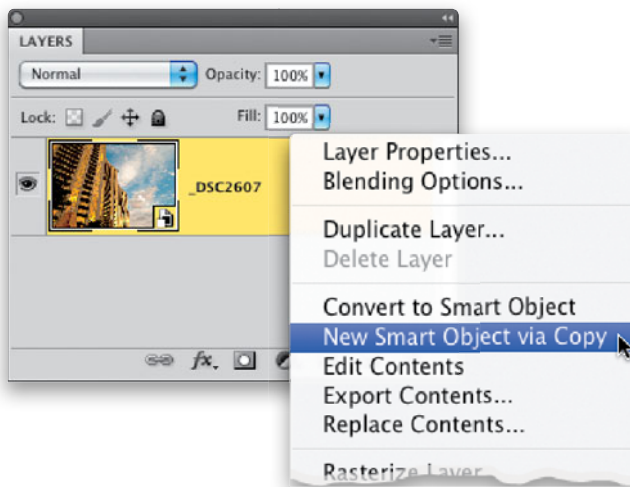 LAYERS
Normal Opacity: 100%
Lock: Fill: 100%
_DSC2607
fx.
Layer Properties...
Blending Options...
Duplicate Layer...
Delete Layer
Convert to Smart Object
New Smart Object via Copy
Edit Contents
Export Contents...
Replace Contents...
Rasterize Layer